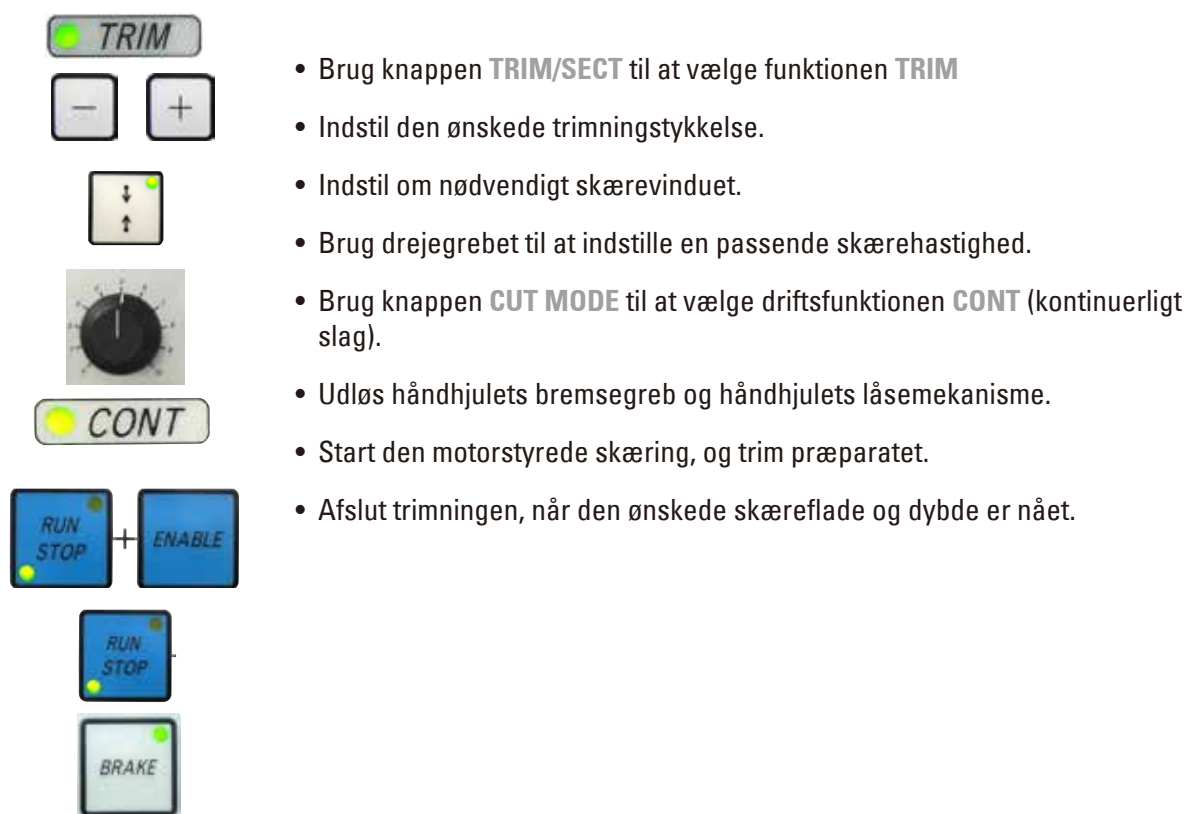 TRIM
• Brug knappen TRIM/SECT til at vælge funktionen TRIM
− +
• Indstil den ønskede trimningstykkelse.
• Indstil om nødvendigt skærevinduet.
• Brug drejegrebet til at indstille en passende skærehastighed.
• Brug knappen CUT MODE til at vælge driftsfunktionen CONT (kontinuerligt
slag).
• Udløs håndhjulets bremsegreb og håndhjulets låsemekanisme.
CONT
• Start den motorstyrede skæring, og trim præparatet.
• Afslut trimningen, når den ønskede skæreflade og dybde er nået.
RUN
STOP
+
ENABLE
RUN
STOP
BRAKE